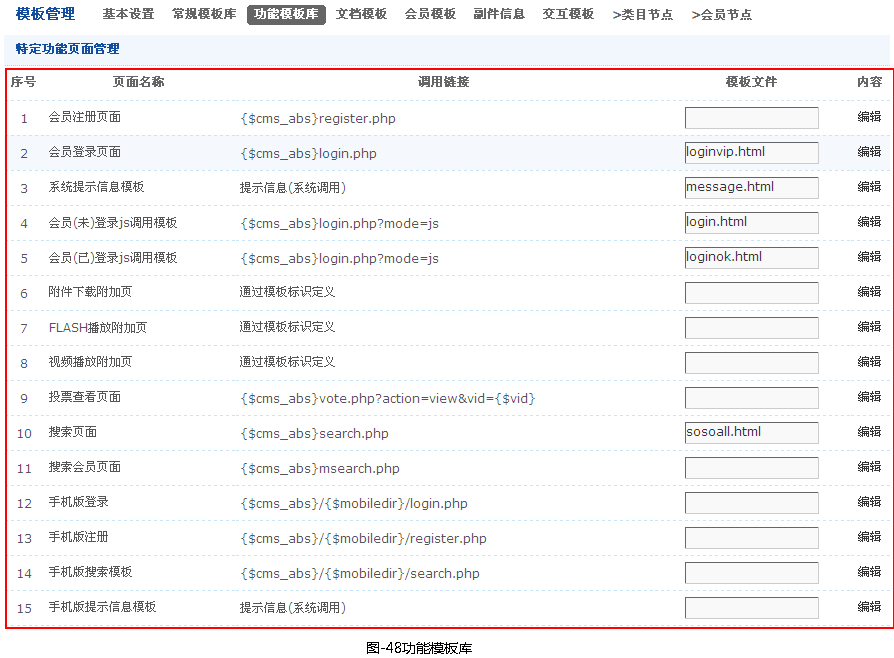 模板管理 基本设置 常规模板库 功能模板库 文档模板 会员模板 副件信息 交互模板 >类目节点 >会员节点
特定功能页面管理
序号 页面名称 调用链接 模板文件 内容
1 会员注册页面 {$cms_abs}register.php 编辑
2 会员登录页面 {$cms_abs}login.php loginvip.html 编辑
3 系统提示信息模板 提示信息(系统调用) message.html 编辑
4 会员(未)登录js调用模板 {$cms_abs}login.php?mode=js login.html 编辑
5 会员(已)登录js调用模板 {$cms_abs}login.php?mode=js loginok.html 编辑
6 附件下载附加页 通过模板标识定义 编辑
7 FLASH播放附加页 通过模板标识定义 编辑
8 视频播放附加页 通过模板标识定义 编辑
9 投票查看页面 {$cms_abs}vote.php?action=view&vid={$vid} 编辑
10 搜索页面 {$cms_abs}search.php sosoall.html 编辑
11 搜索会员页面 {$cms_abs}msearch.php 编辑
12 手机版登录 {$cms_abs}/{$mobiledir}/login.php 编辑
13 手机版注册 {$cms_abs}/{$mobiledir}/register.php 编辑
14 手机版搜索模板 {$cms_abs}/{$mobiledir}/search.php 编辑
15 手机版提示信息模板 提示信息(系统调用) 编辑
图-48功能模板库